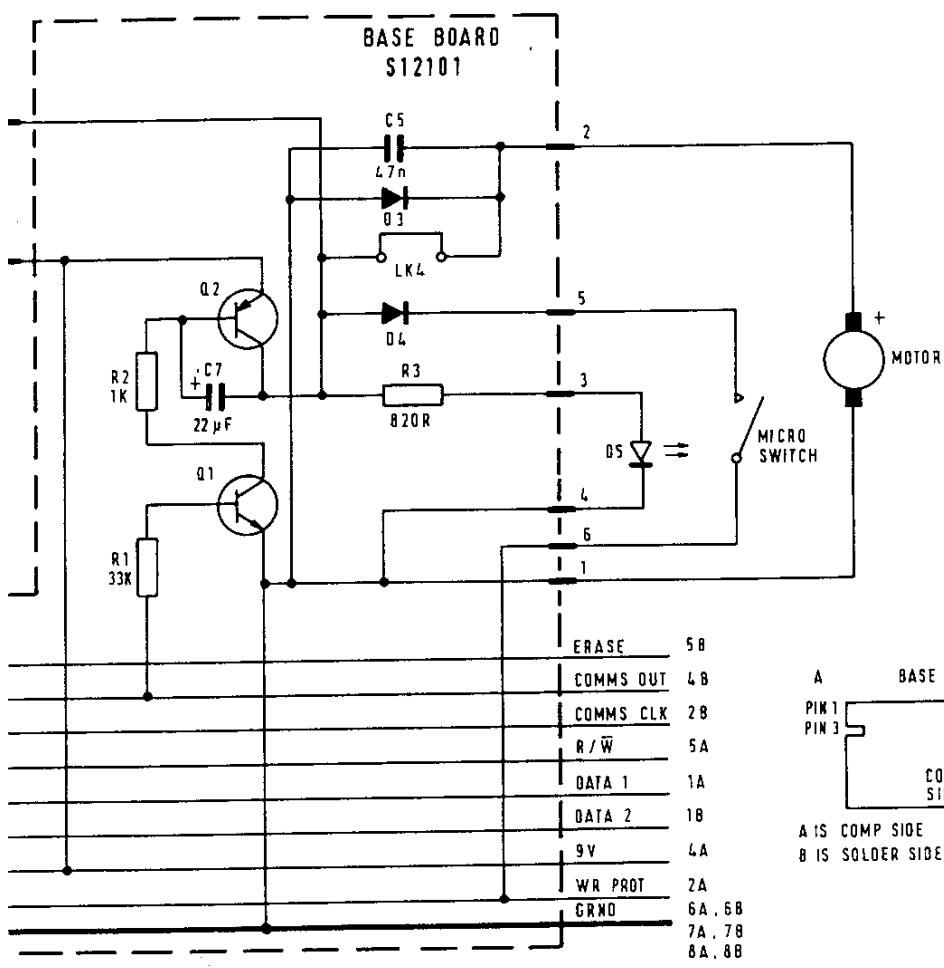 BASE BOARD
S12101
C5
47n
2
D3
LK4
Q2
5
D4
C7
+
22µF
R2
1K
R3
820R
3
+
MOTOR
D5
MICRO
SWITCH
Q1
4
6
R1
33K
1
ERASE 5B
COMMS OUT 4B
COMMS CLK 2B
R/W̅ 5A
DATA 1 1A
DATA 2 1B
9V 4A
WR PROT 2A
GRND 6A, 6B
7A, 7B
8A, 8B
A BASE
PIN 1
PIN 3
CO
A IS COMP SIDE
B IS SOLDER SIDE